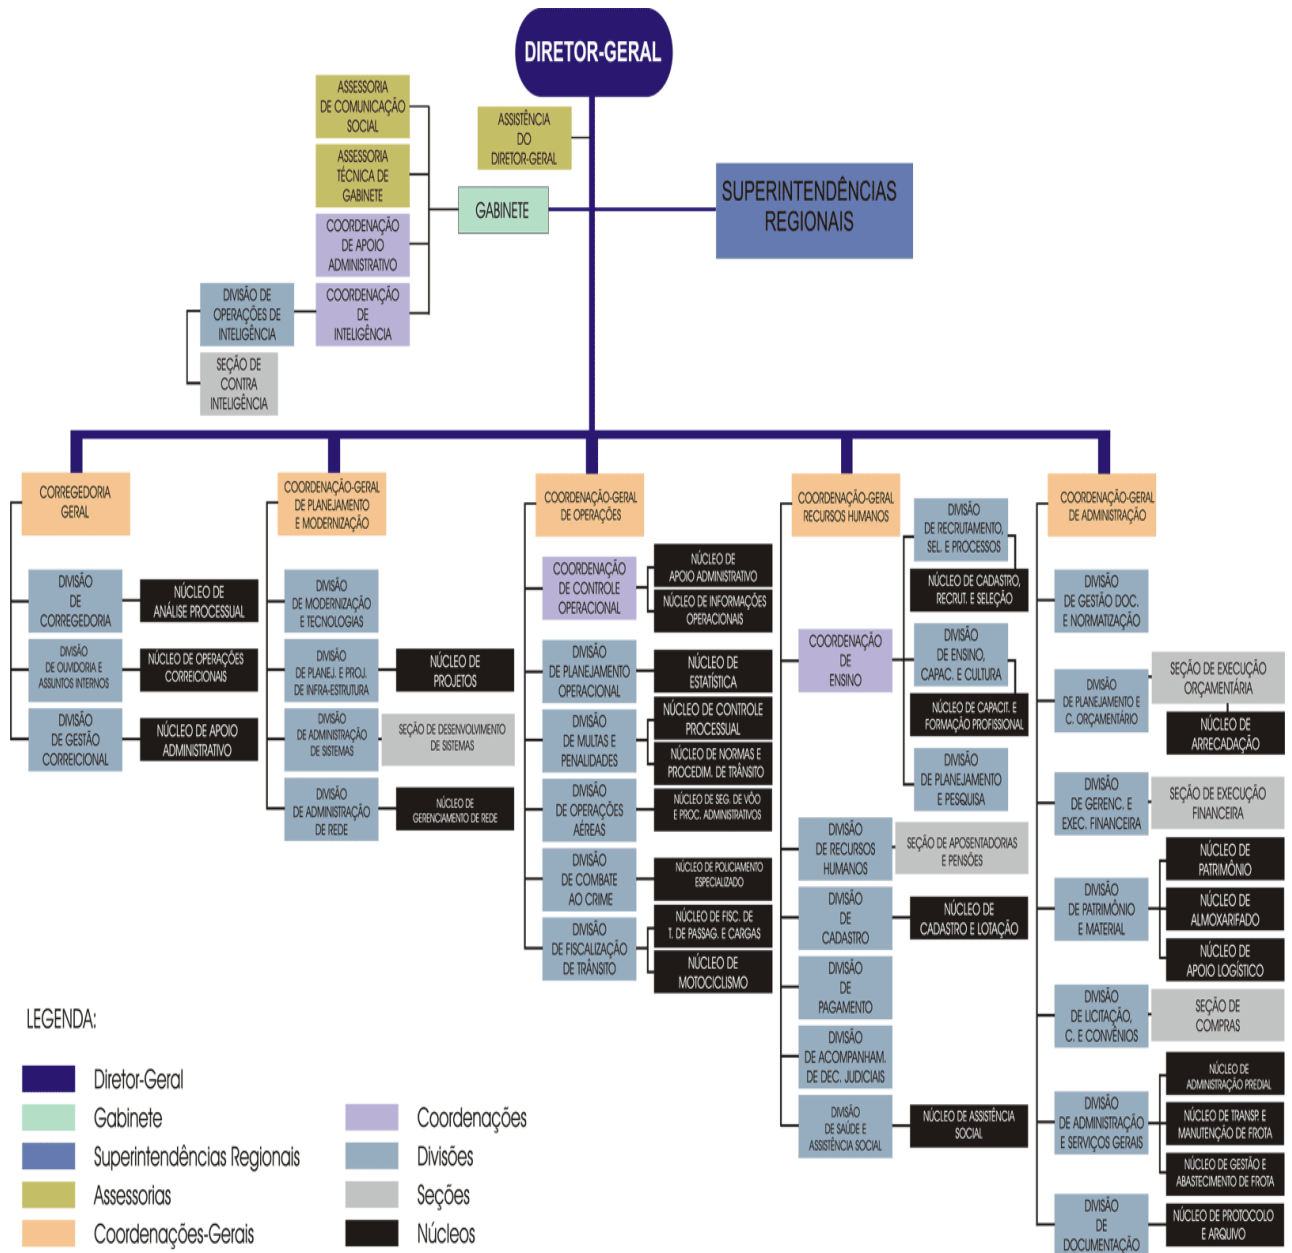 DIRETOR-GERAL
ASSESSORIA
DE COMUNICAÇÃO
SOCIAL
ASSISTÊNCIA
DO
DIRETOR-GERAL
ASSESSORIA
TÉCNICA DE
GABINETE
GABINETE
SUPERINTENDÊNCIAS
REGIONAIS
COORDENAÇÃO
DE APOIO
ADMINISTRATIVO
DIVISÃO DE
OPERAÇÕES DE
INTELIGÊNCIA
COORDENAÇÃO
DE
INTELIGÊNCIA
SEÇÃO DE
CONTRA
INTELIGÊNCIA
CORREGEDORIA
GERAL
DIVISÃO
DE
CORREGEDORIA
NÚCLEO DE
ANÁLISE PROCESSUAL
DIVISÃO
DE OUVIDORIA E
ASSUNTOS INTERNOS
NÚCLEO DE OPERAÇÕES
CORREICIONAIS
DIVISÃO
DE GESTÃO
CORREICIONAL
NÚCLEO DE APOIO
ADMINISTRATIVO
COORDENAÇÃO-GERAL
DE PLANEJAMENTO
E MODERNIZAÇÃO
DIVISÃO
DE MODERNIZAÇÃO
E TECNOLOGIAS
DIVISÃO
DE PLANEJ. E PROJ.
DE INFRA-ESTRUTURA
NÚCLEO DE
PROJETOS
DIVISÃO
DE ADMINISTRAÇÃO
DE SISTEMAS
SEÇÃO DE DESENVOLVIMENTO
DE SISTEMAS
DIVISÃO
DE ADMINISTRAÇÃO
DE REDE
NÚCLEO DE
GERENCIAMENTO DE REDE
COORDENAÇÃO-GERAL
DE OPERAÇÕES
COORDENAÇÃO
DE CONTROLE
OPERACIONAL
NÚCLEO DE
APOIO ADMINISTRATIVO
NÚCLEO DE INFORMAÇÕES
OPERACIONAIS
DIVISÃO
DE PLANEJAMENTO
OPERACIONAL
NÚCLEO DE
ESTATÍSTICA
DIVISÃO
DE MULTAS E
PENALIDADES
NÚCLEO DE CONTROLE
PROCESSUAL
NÚCLEO DE NORMAS E
PROCEDIM. DE TRÂNSITO
DIVISÃO
DE OPERAÇÕES
AÉREAS
NÚCLEO DE SEG. DE VÔO
E PROC. ADMINISTRATIVOS
DIVISÃO
DE COMBATE
AO CRIME
NÚCLEO DE POLICIAMENTO
ESPECIALIZADO
DIVISÃO
DE FISCALIZAÇÃO
DE TRÂNSITO
NÚCLEO DE FISC. DE
T. DE PASSAG. E CARGAS
NÚCLEO DE
MOTOCICLISMO
COORDENAÇÃO-GERAL
RECURSOS HUMANOS
COORDENAÇÃO
DE
ENSINO
DIVISÃO
DE RECRUTAMENTO,
SEL. E PROCESSOS
NÚCLEO DE CADASTRO,
RECRUT. E SELEÇÃO
DIVISÃO
DE ENSINO,
CAPAC. E CULTURA
NÚCLEO DE CAPACIT. E
FORMAÇÃO PROFISSIONAL
DIVISÃO
DE PLANEJAMENTO
E PESQUISA
DIVISÃO
DE RECURSOS
HUMANOS
SEÇÃO DE APOSENTADORIAS
E PENSÕES
DIVISÃO
DE
CADASTRO
NÚCLEO DE
CADASTRO E LOTAÇÃO
DIVISÃO
DE
PAGAMENTO
DIVISÃO
DE ACOMPANHAM.
DE DEC. JUDICIAIS
DIVISÃO
DE SAÚDE E
ASSISTÊNCIA SOCIAL
NÚCLEO DE ASSISTÊNCIA
SOCIAL
COORDENAÇÃO-GERAL
DE ADMINISTRAÇÃO
DIVISÃO
DE GESTÃO DOC.
E NORMATIZAÇÃO
DIVISÃO
DE PLANEJAMENTO E
C. ORÇAMENTÁRIO
SEÇÃO DE EXECUÇÃO
ORÇAMENTÁRIA
NÚCLEO DE
ARRECADAÇÃO
DIVISÃO
DE GERENC. E
EXEC. FINANCEIRA
SEÇÃO DE EXECUÇÃO
FINANCEIRA
DIVISÃO
DE PATRIMÔNIO
E MATERIAL
NÚCLEO DE
PATRIMÔNIO
NÚCLEO DE
ALMOXARIFADO
NÚCLEO DE
APOIO LOGÍSTICO
DIVISÃO
DE LICITAÇÃO,
C. E CONVÊNIOS
SEÇÃO DE
COMPRAS
DIVISÃO
DE ADMINISTRAÇÃO
E SERVIÇOS GERAIS
NÚCLEO DE
ADMINISTRAÇÃO PREDIAL
NÚCLEO DE TRANSP. E
MANUTENÇÃO DE FROTA
NÚCLEO DE GESTÃO E
ABASTECIMENTO DE FROTA
DIVISÃO
DE
DOCUMENTAÇÃO
NÚCLEO DE PROTOCOLO
E ARQUIVO
LEGENDA:
Diretor-Geral
Gabinete
Superintendências Regionais
Assessorias
Coordenações-Gerais
Coordenações
Divisões
Seções
Núcleos